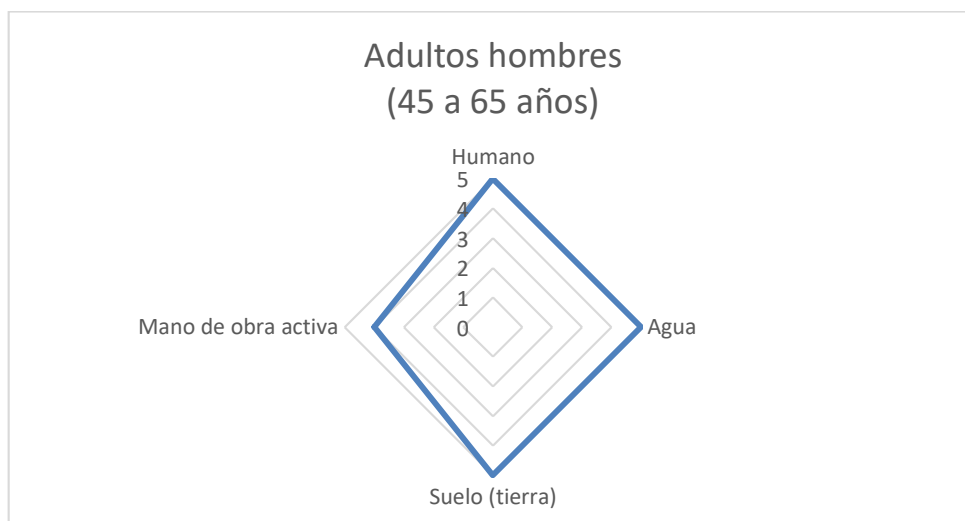 Adultos hombres
(45 a 65 años)
Humano
5
4
3
2
1
0
Mano de obra activa
Agua
Suelo (tierra)